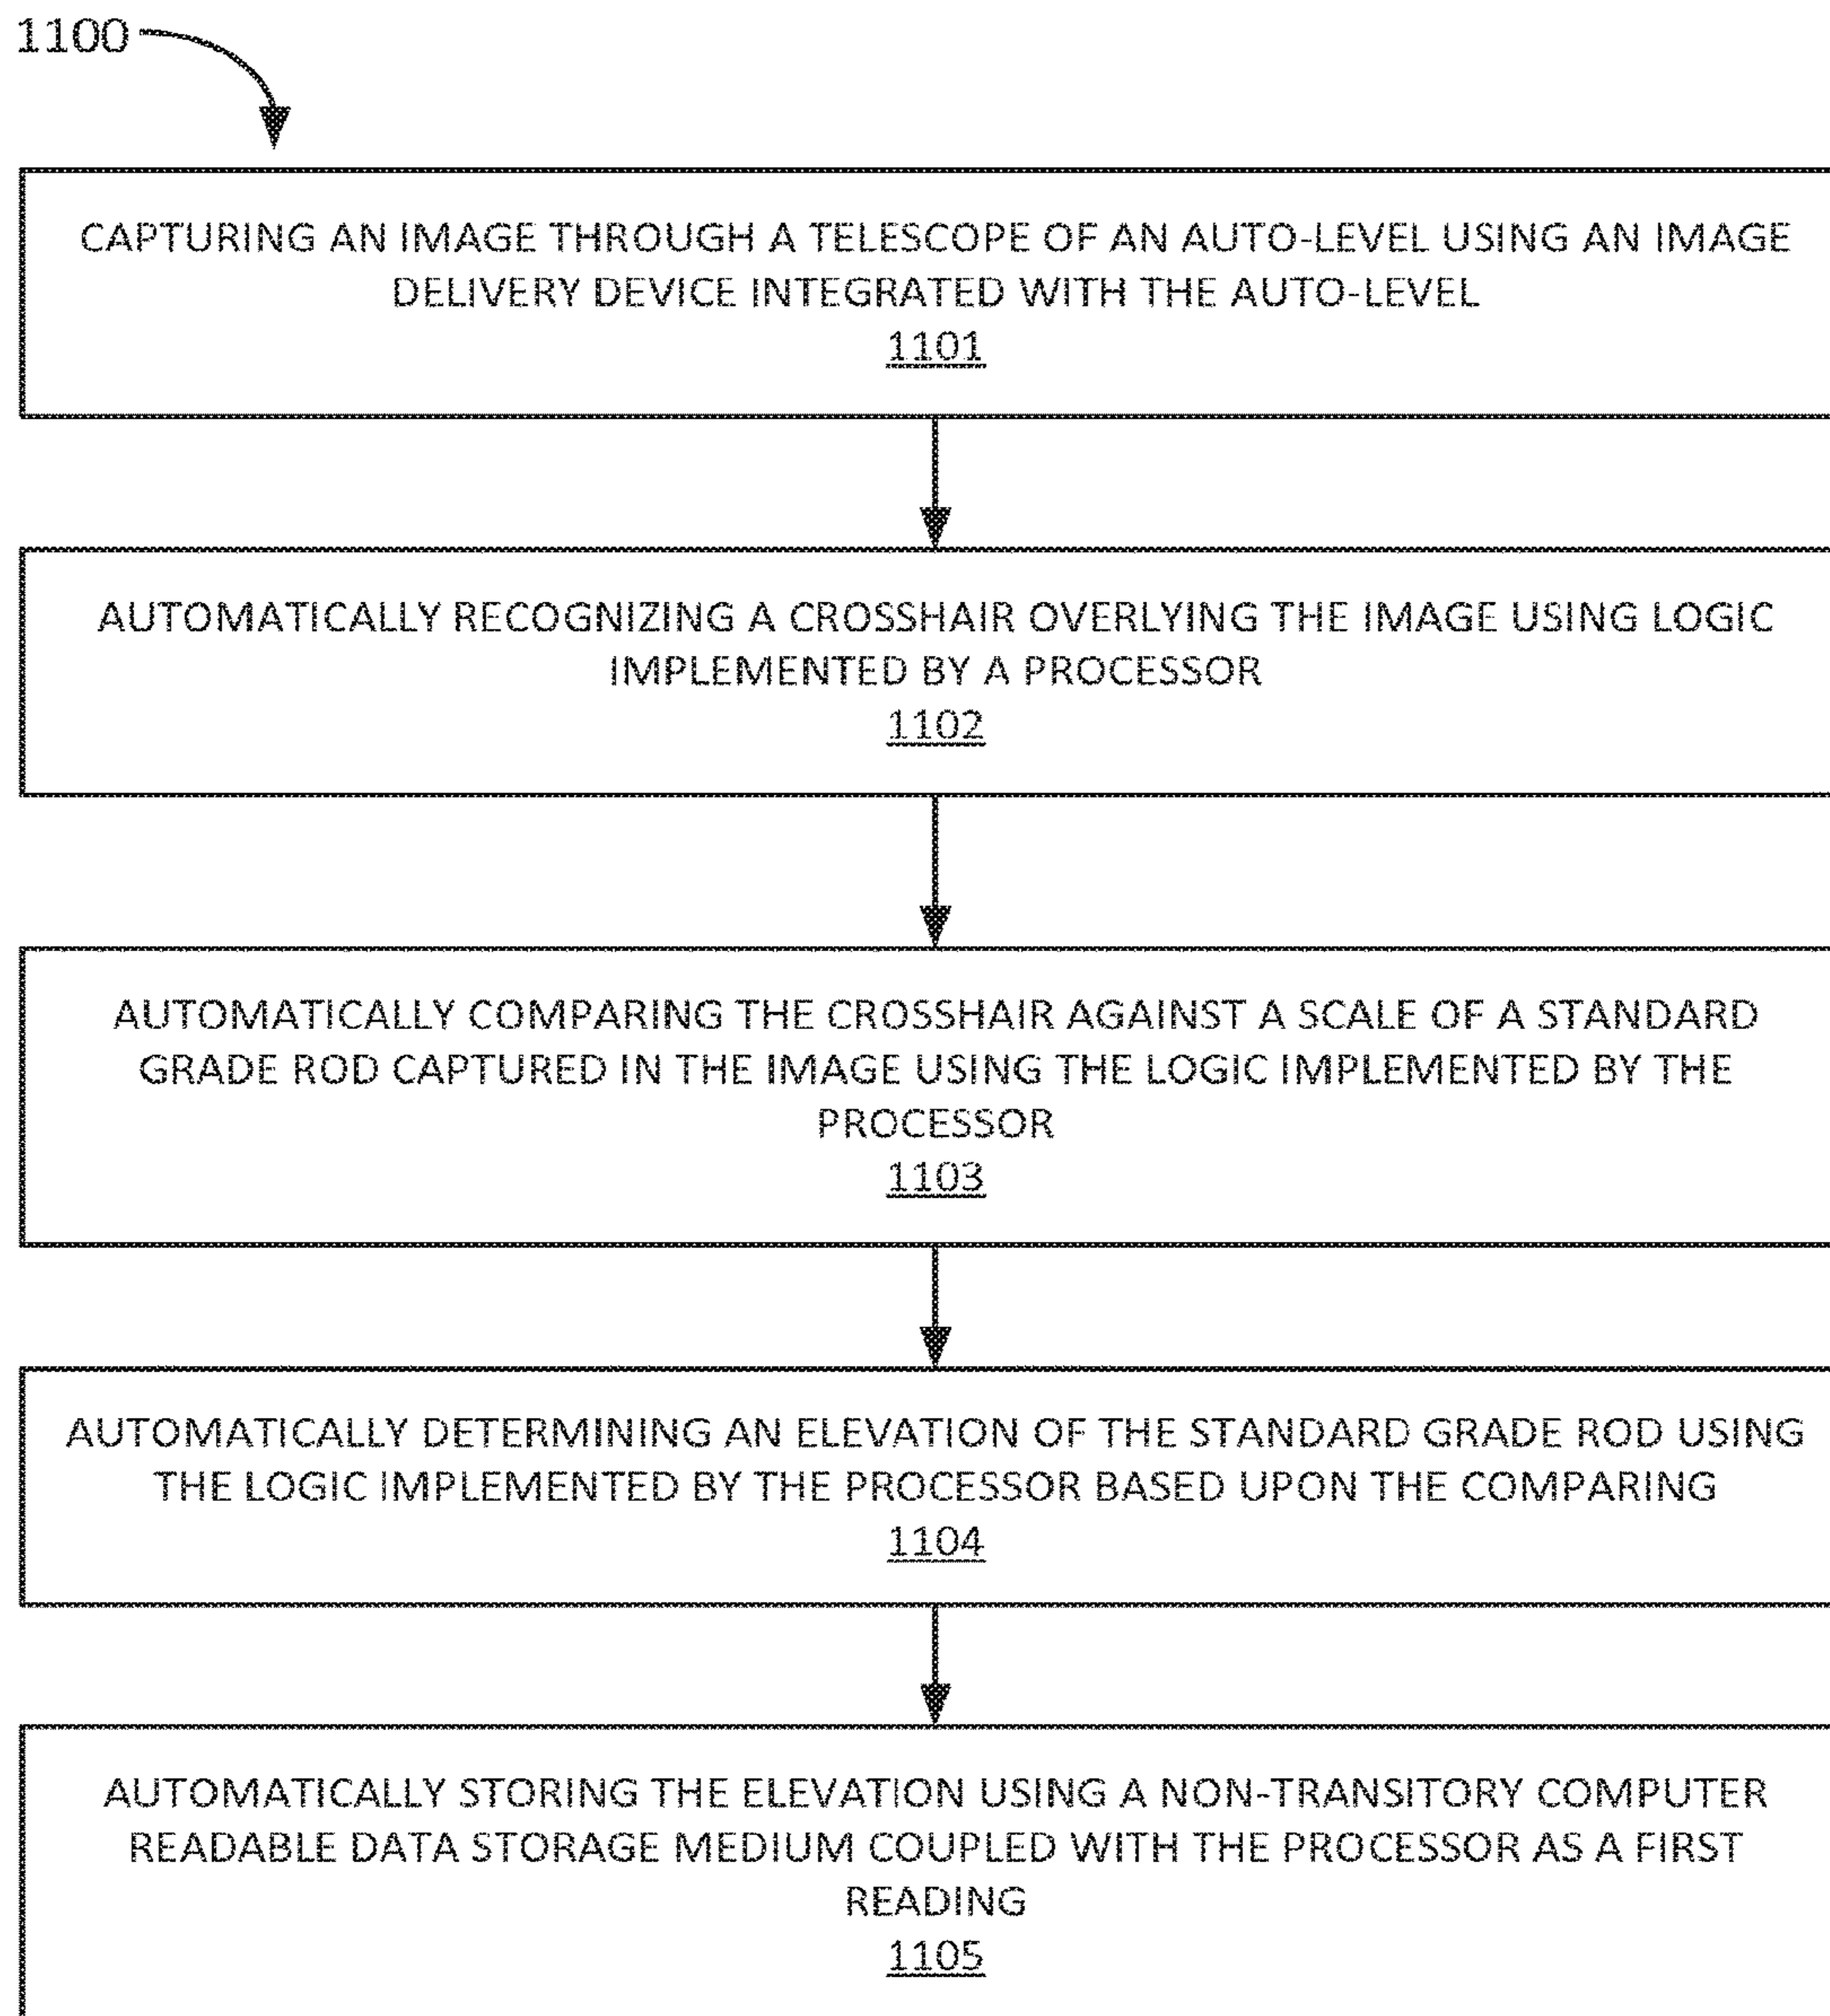 1100
CAPTURING AN IMAGE THROUGH A TELESCOPE OF AN AUTO-LEVEL USING AN IMAGE
DELIVERY DEVICE INTEGRATED WITH THE AUTO-LEVEL
1101
AUTOMATICALLY RECOGNIZING A CROSSHAIR OVERLYING THE IMAGE USING LOGIC
IMPLEMENTED BY A PROCESSOR
1102
AUTOMATICALLY COMPARING THE CROSSHAIR AGAINST A SCALE OF A STANDARD
GRADE ROD CAPTURED IN THE IMAGE USING THE LOGIC IMPLEMENTED BY THE
PROCESSOR
1103
AUTOMATICALLY DETERMINING AN ELEVATION OF THE STANDARD GRADE ROD USING
THE LOGIC IMPLEMENTED BY THE PROCESSOR BASED UPON THE COMPARING
1104
AUTOMATICALLY STORING THE ELEVATION USING A NON-TRANSITORY COMPUTER
READABLE DATA STORAGE MEDIUM COUPLED WITH THE PROCESSOR AS A FIRST
READING
1105